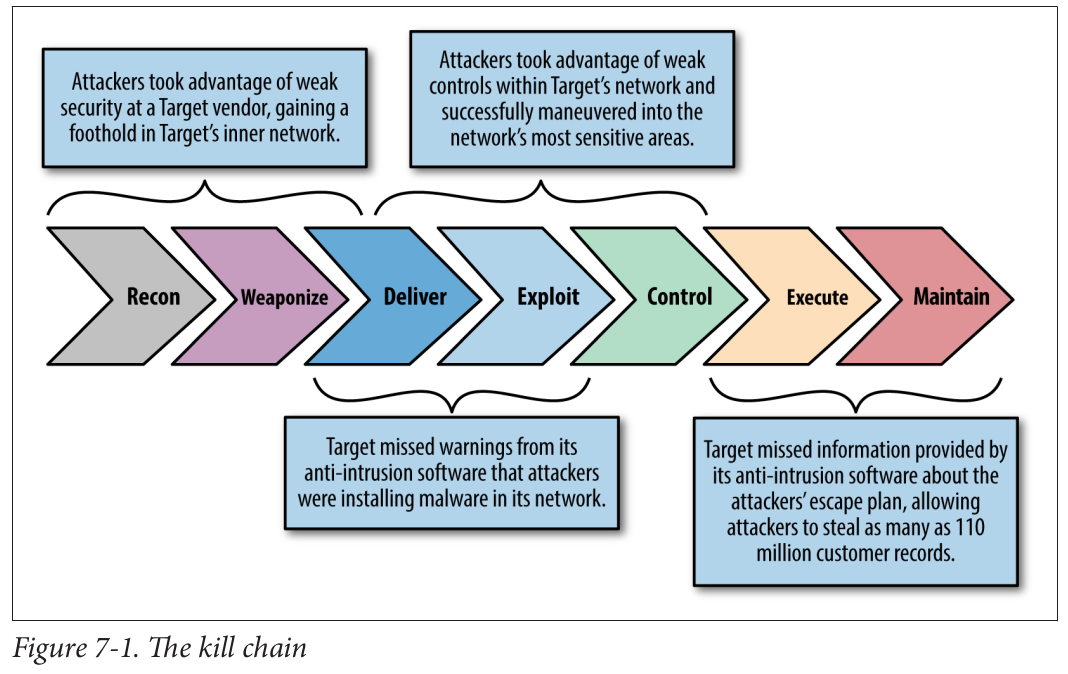 Attackers took advantage of weak
security at a Target vendor, gaining a
foothold in Target’s inner network.
Attackers took advantage of weak
controls within Target’s network and
successfully maneuvered into the
network’s most sensitive areas.
Recon
Weaponize
Deliver
Exploit
Control
Execute
Maintain
Target missed warnings from its
anti-intrusion software that attackers
were installing malware in its network.
Target missed information provided by
its anti-intrusion software about the
attackers’ escape plan, allowing
attackers to steal as many as 110
million customer records.
Figure 7-1. The kill chain